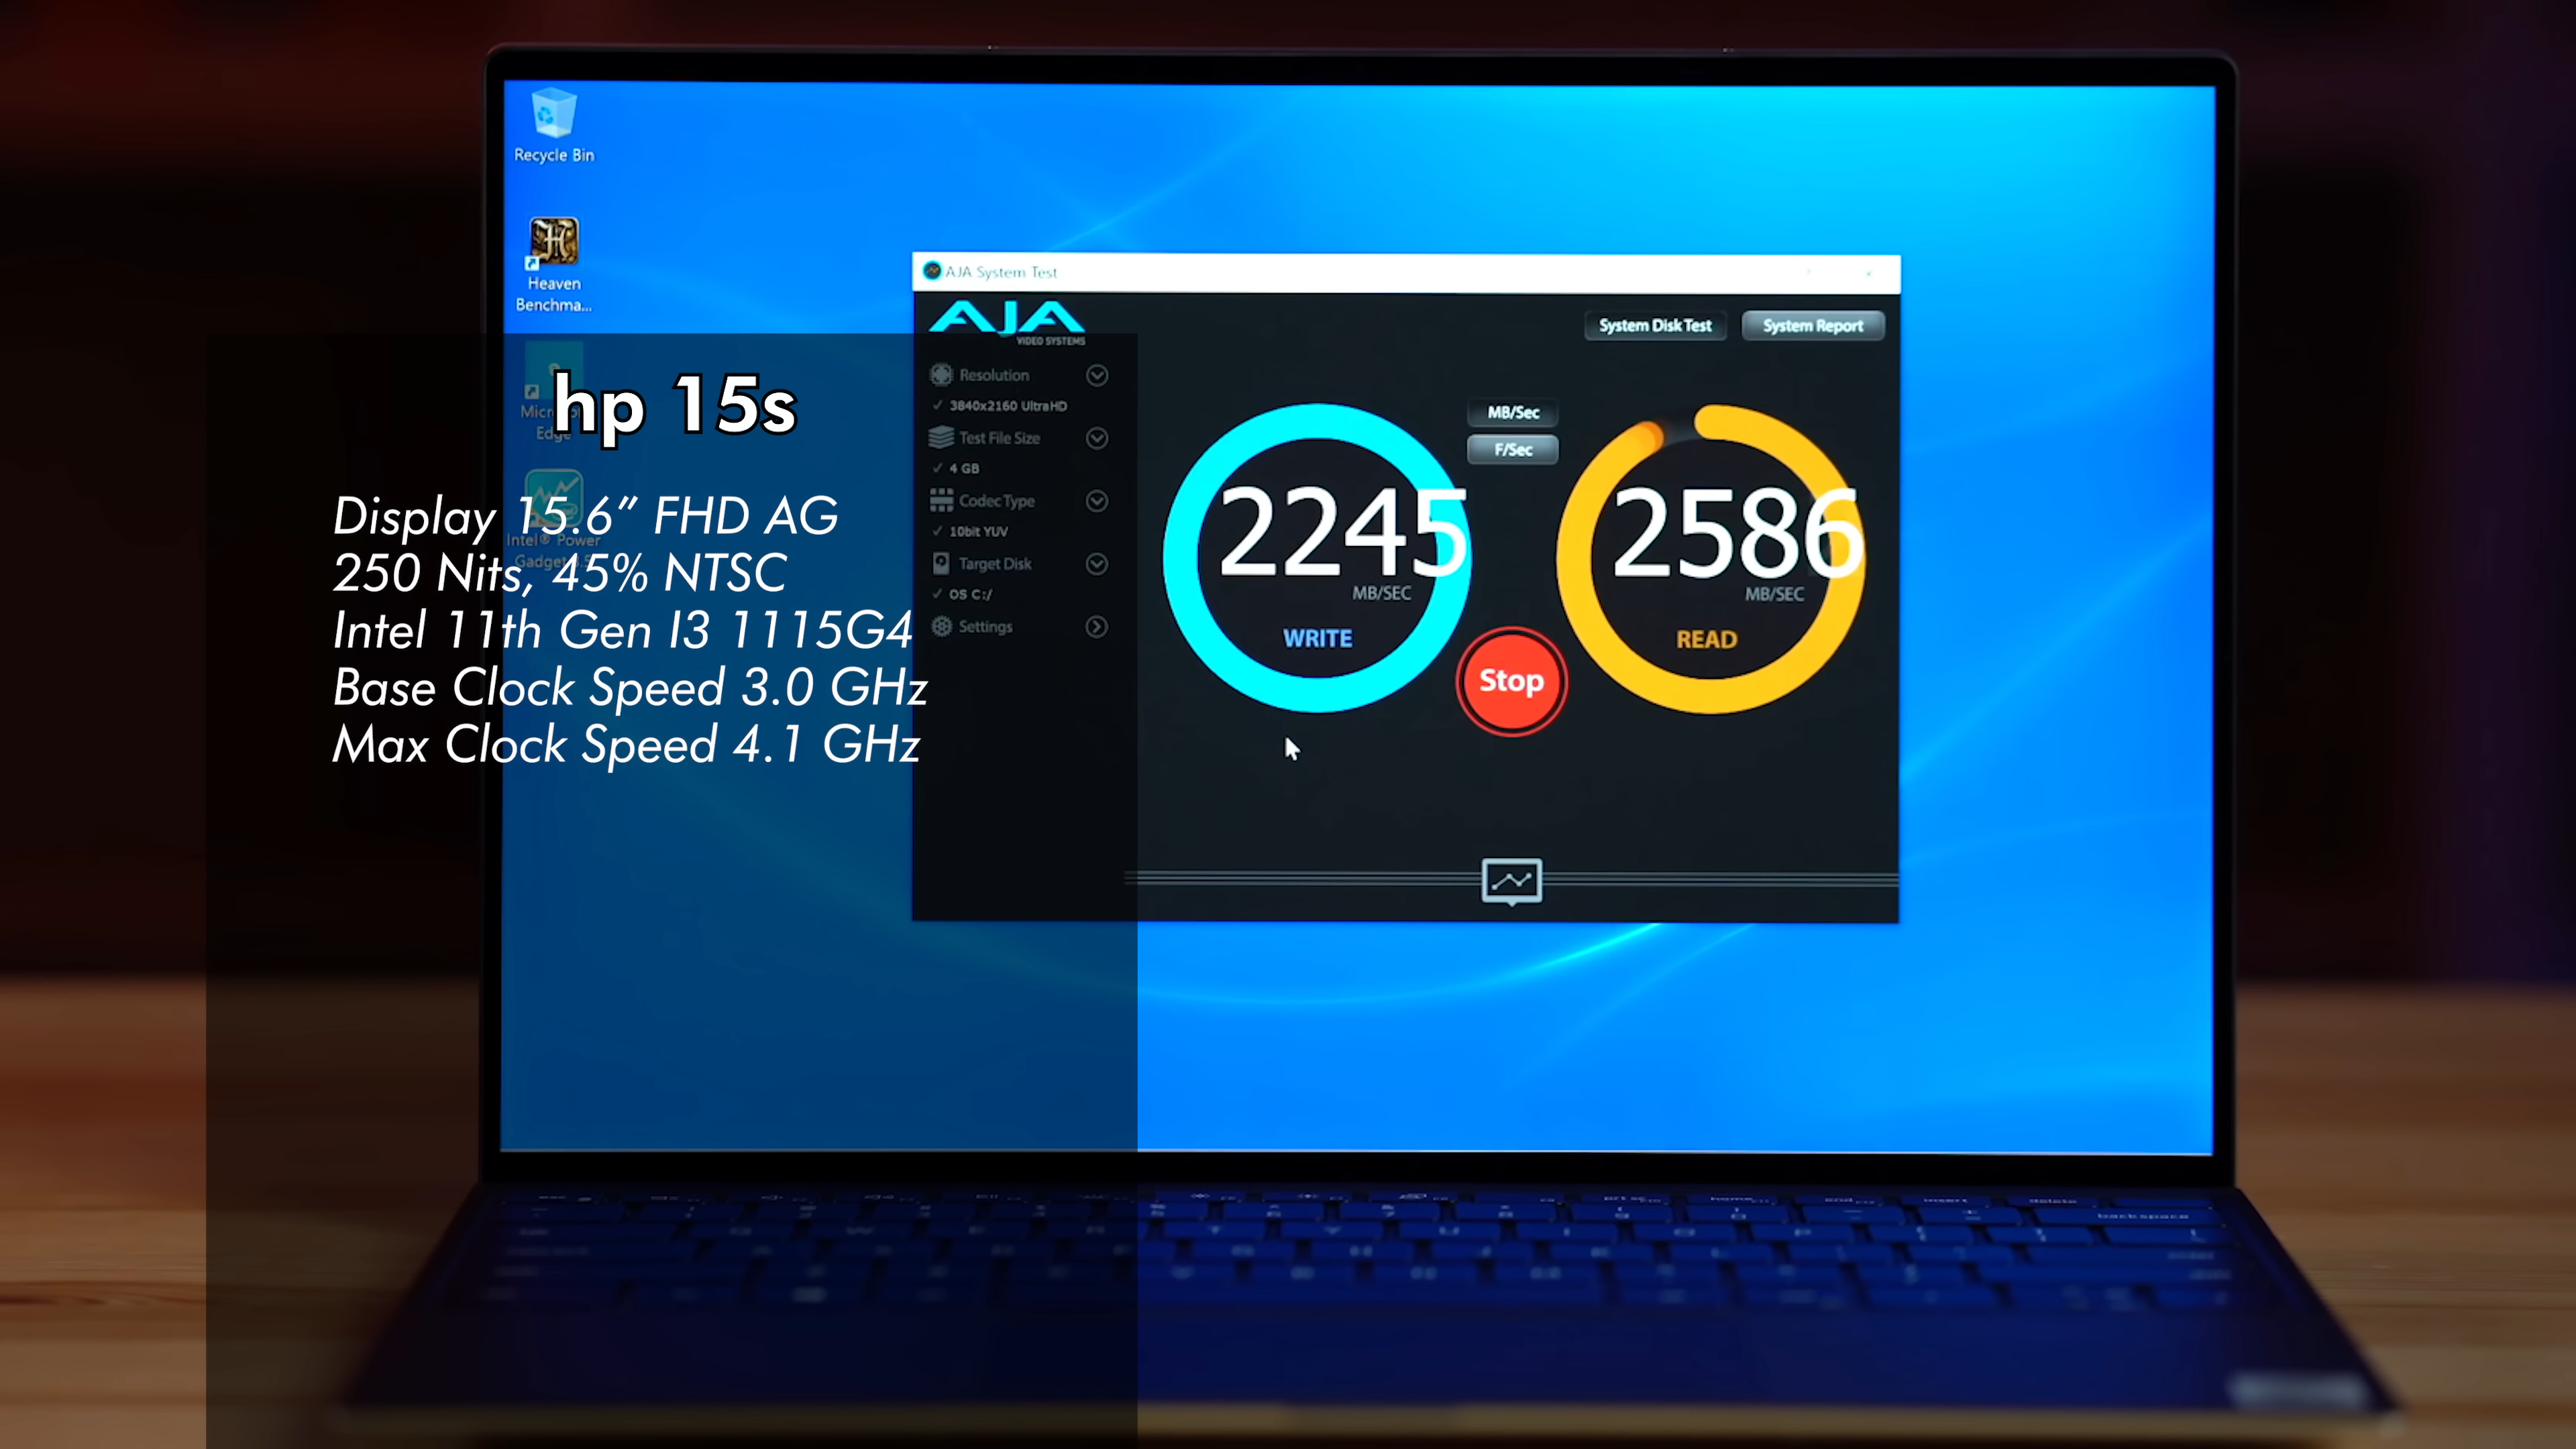 Recycle Bin
Heaven
Benchma...
hp 15s
Display 15.6” FHD AG
250 Nits, 45% NTSC
Intel 11th Gen I3 1115G4
Base Clock Speed 3.0 GHz
Max Clock Speed 4.1 GHz
Intel® Power
AJA System Test
AJA
VIDEO SYSTEMS
System Disk Test
System Report
Resolution
3840x2160 UltraHD
Test File Size
4 GB
Codec Type
10bit YUV
Target Disk
OS C:/
Settings
MB/Sec
F/Sec
2245
MB/SEC
WRITE
2586
MB/SEC
READ
Stop
backspace